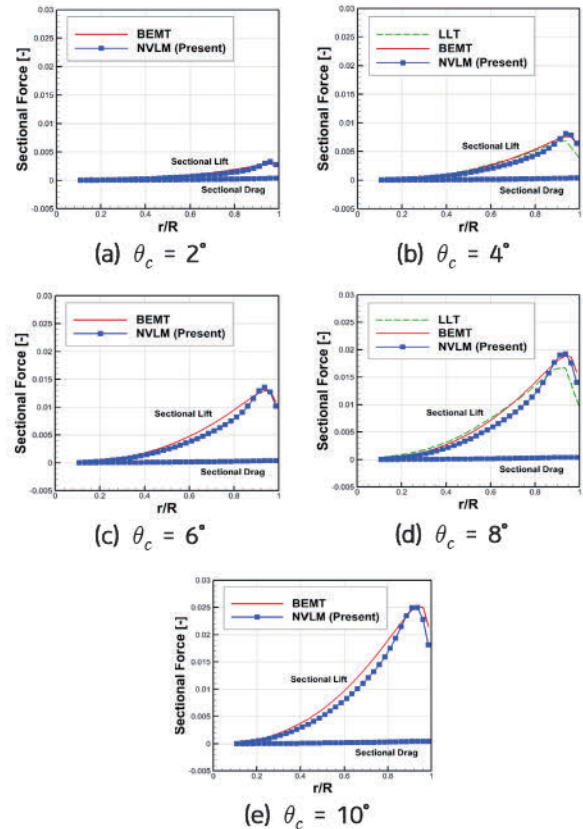 BEMT
NVLM (Present)
Sectional Force [-]
0.03
0.025
0.02
0.015
0.01
0.005
0
-0.005
Sectional Lift
Sectional Drag
0
0.2
0.4
0.6
0.8
1
r/R
(a) θc = 2°
LLT
BEMT
NVLM (Present)
Sectional Force [-]
0.03
0.025
0.02
0.015
0.01
0.005
0
-0.005
Sectional Lift
Sectional Drag
0
0.2
0.4
0.6
0.8
1
r/R
(b) θc = 4°
BEMT
NVLM (Present)
Sectional Force [-]
0.03
0.025
0.02
0.015
0.01
0.005
0
-0.005
Sectional Lift
Sectional Drag
0
0.2
0.4
0.6
0.8
1
r/R
(c) θc = 6°
LLT
BEMT
NVLM (Present)
Sectional Force [-]
0.03
0.025
0.02
0.015
0.01
0.005
0
-0.005
Sectional Lift
Sectional Drag
0
0.2
0.4
0.6
0.8
1
r/R
(d) θc = 8°
BEMT
NVLM (Present)
Sectional Force [-]
0.03
0.025
0.02
0.015
0.01
0.005
0
-0.005
Sectional Lift
Sectional Drag
0
0.2
0.4
0.6
0.8
1
r/R
(e) θc = 10°